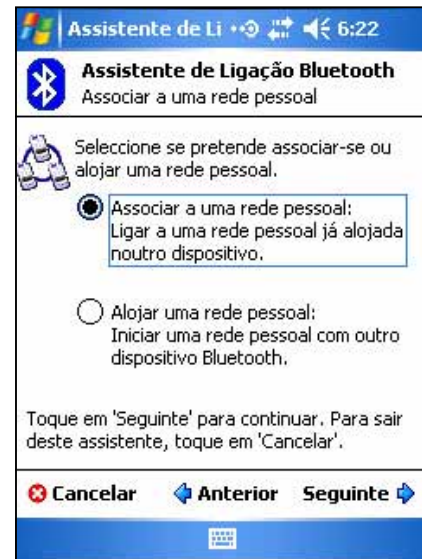 Assistente de Li 6:22
Assistente de Ligação Bluetooth
Associar a uma rede pessoal
Seleccione se pretende associar-se ou
alojar uma rede pessoal.
Associar a uma rede pessoal:
Ligar a uma rede pessoal já alojada
noutro dispositivo.
Alojar uma rede pessoal:
Iniciar uma rede pessoal com outro
dispositivo Bluetooth.
Toque em 'Seguinte' para continuar. Para sair
deste assistente, toque em 'Cancelar'.
Cancelar Anterior Seguinte